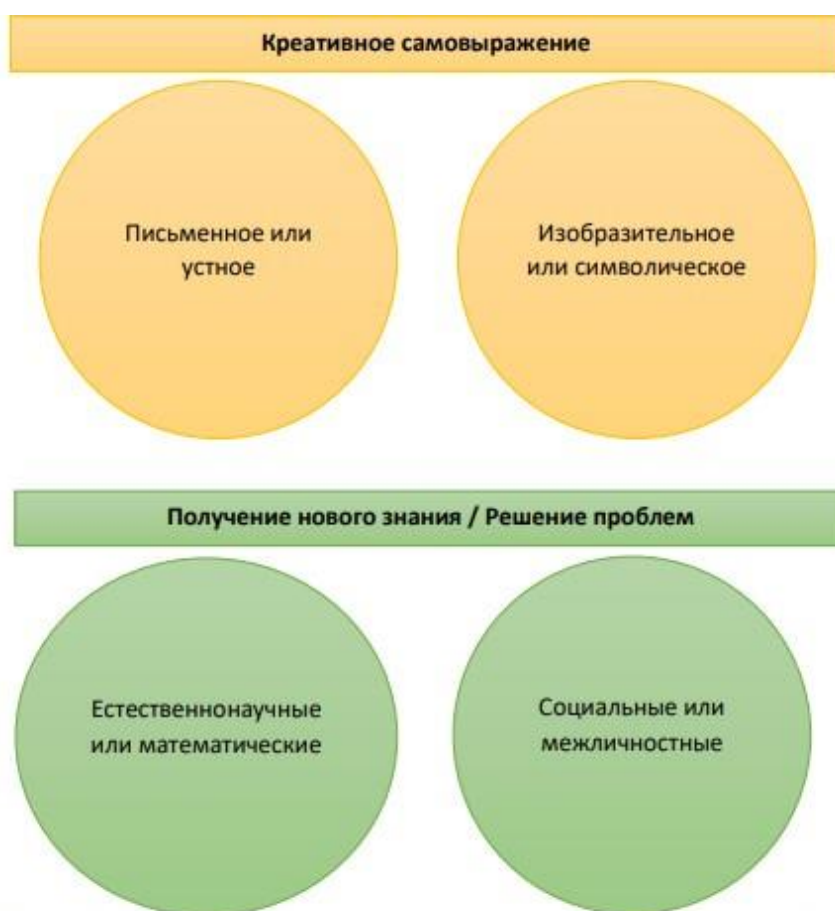 Креативное самовыражение
Письменное или
устное
Изобразительное
или символическое
Получение нового знания / Решение проблем
Естественнонаучные
или математические
Социальные или
межличностные